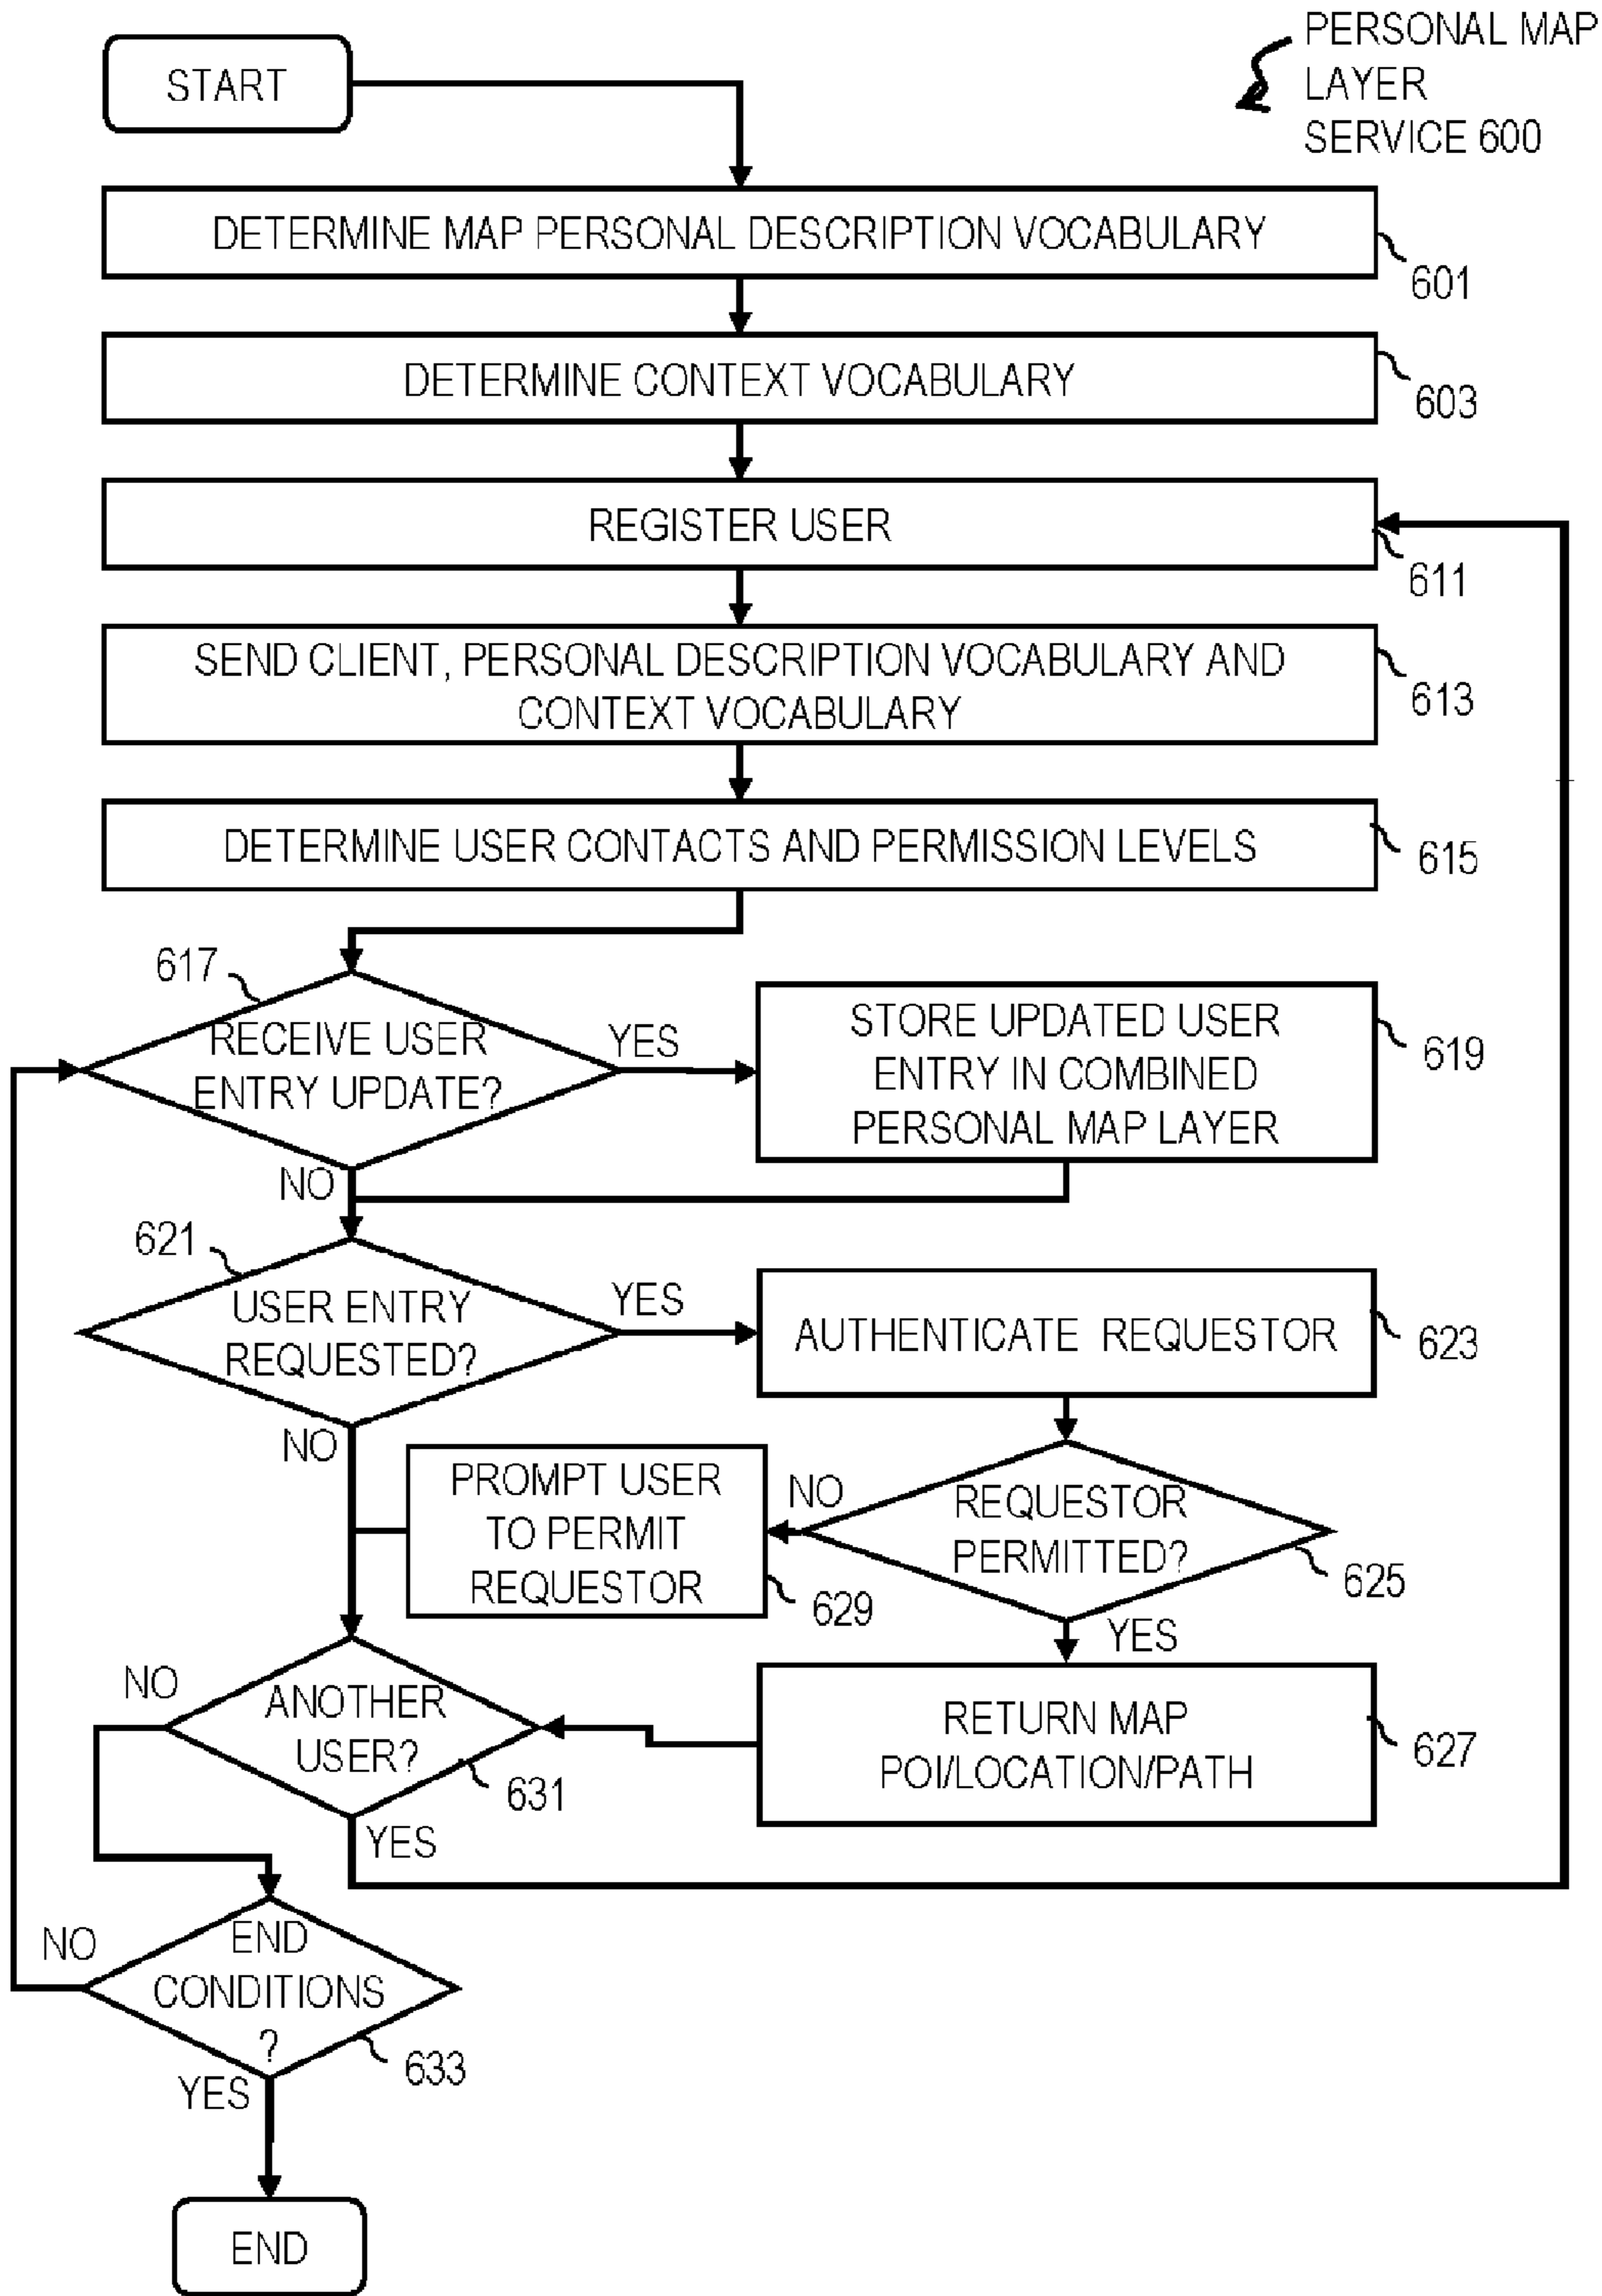 PERSONAL MAP
LAYER
SERVICE 600
START
DETERMINE MAP PERSONAL DESCRIPTION VOCABULARY
601
DETERMINE CONTEXT VOCABULARY
603
REGISTER USER
611
SEND CLIENT, PERSONAL DESCRIPTION VOCABULARY AND
CONTEXT VOCABULARY
613
DETERMINE USER CONTACTS AND PERMISSION LEVELS
615
617
RECEIVE USER
ENTRY UPDATE?
YES
NO
STORE UPDATED USER
ENTRY IN COMBINED
PERSONAL MAP LAYER
619
621
USER ENTRY
REQUESTED?
YES
NO
AUTHENTICATE REQUESTOR
623
REQUESTOR
PERMITTED?
625
NO
YES
PROMPT USER
TO PERMIT
REQUESTOR
629
RETURN MAP
POI/LOCATION/PATH
627
ANOTHER
USER?
631
NO
YES
END
CONDITIONS
?
633
NO
YES
END